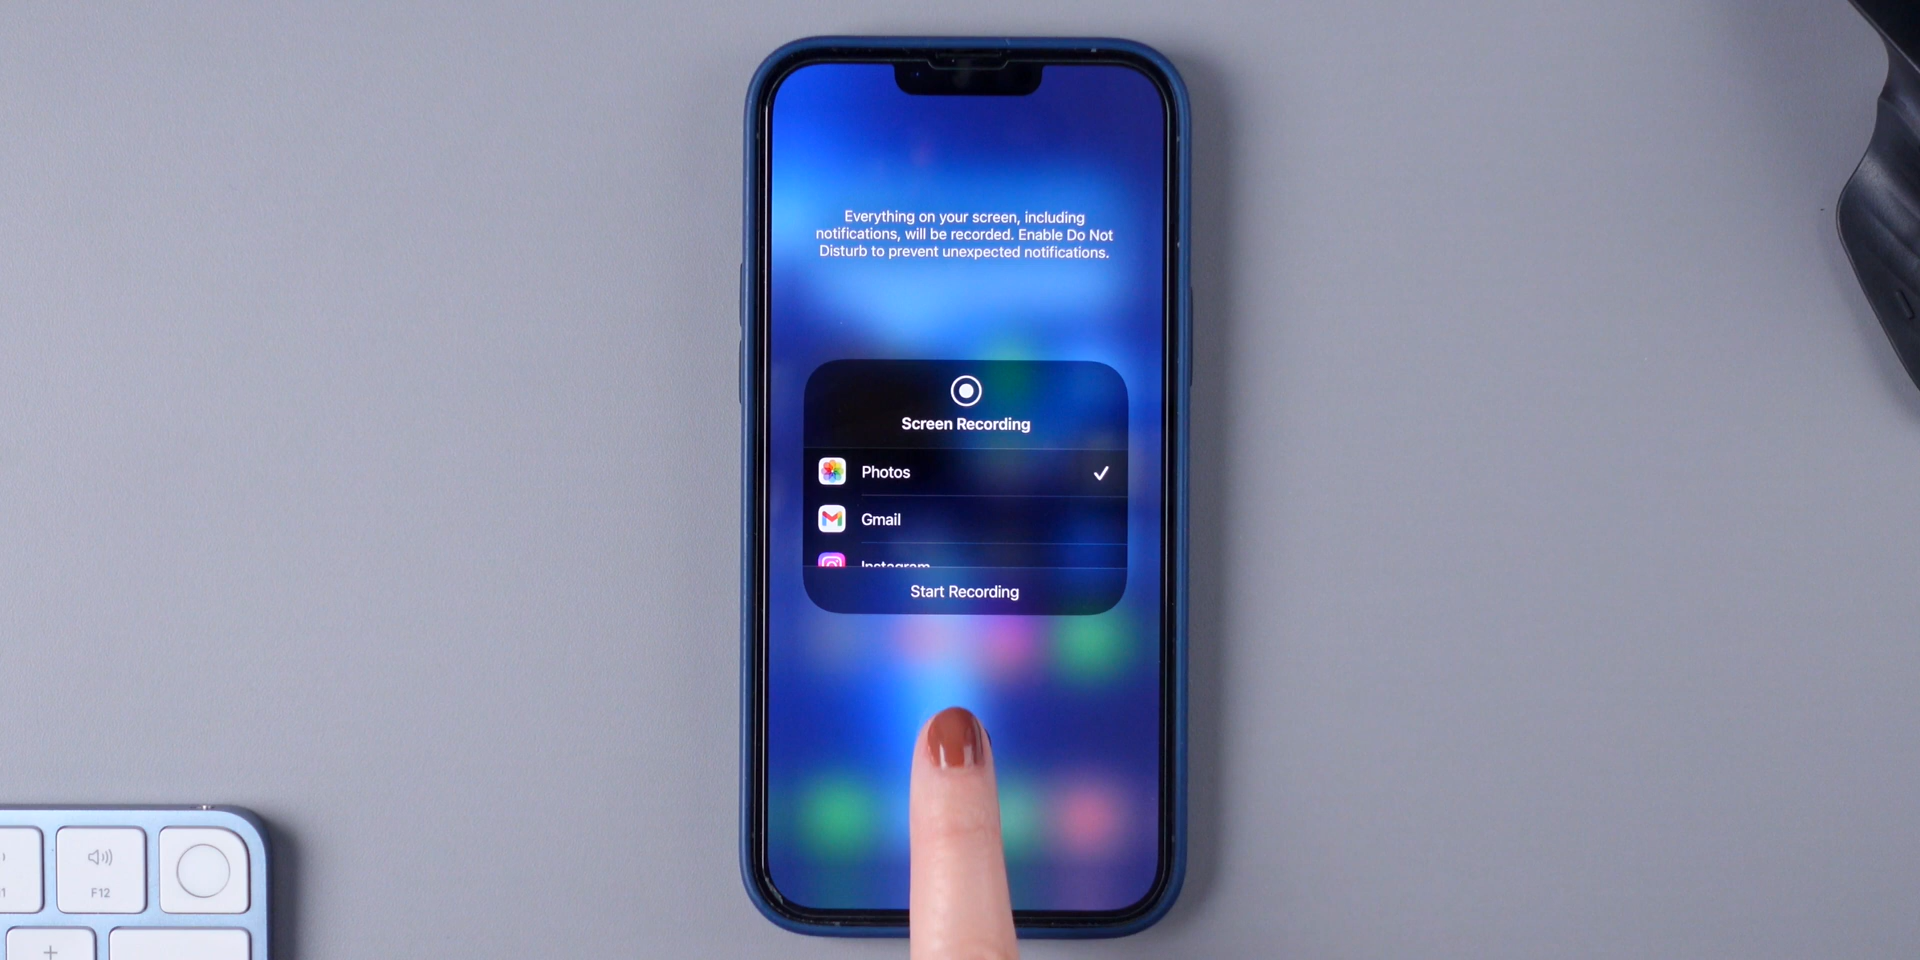 Everything on your screen, including
notifications, will be recorded. Enable Do Not
Disturb to prevent unexpected notifications.
Screen Recording
Photos
Gmail
Instagram
Start Recording
F12
+